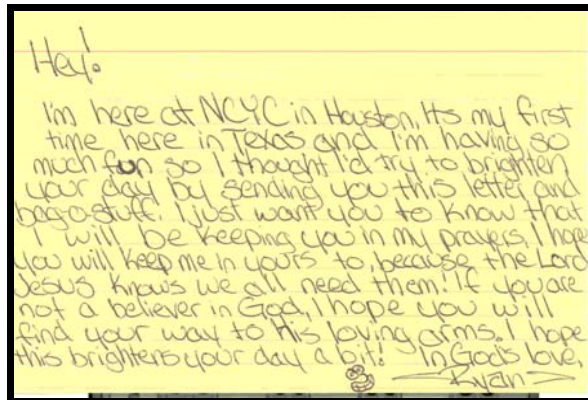 Hey!
I'm here at NCYC in Houston. Its my first
time here in Texas and I'm having so
much fun so I thought I'd try to brighten
your day by sending you this letter and
bag-o-stuff. I just want you to know that
I will be keeping you in my prayers. I hope
you will keep me in yours to, because the Lord
Jesus knows we all need them! If you are
not a believer in God, I hope you will
find your way to His loving arms. I hope
this brightens your day a bit! In God's love,
Ryan